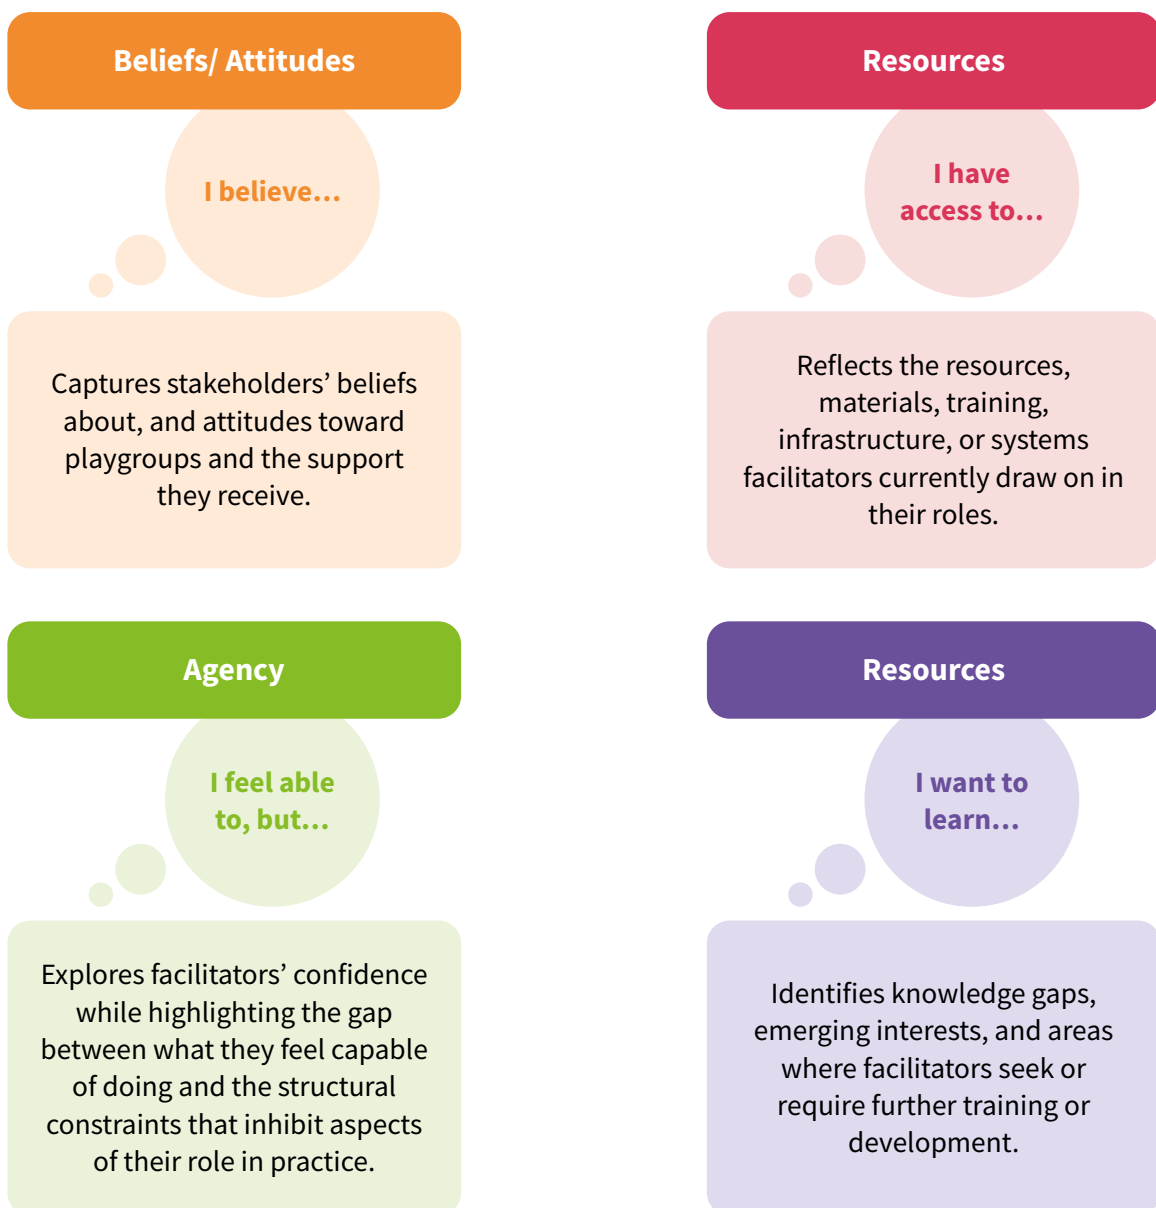 Beliefs/ Attitudes
I believe…
Captures stakeholders’ beliefs
about, and attitudes toward
playgroups and the support
they receive.
Resources
I have
access to…
Reflects the resources,
materials, training,
infrastructure, or systems
facilitators currently draw on in
their roles.
Agency
I feel able
to, but…
Explores facilitators’ confidence
while highlighting the gap
between what they feel capable
of doing and the structural
constraints that inhibit aspects
of their role in practice.
Resources
I want to
learn…
Identifies knowledge gaps,
emerging interests, and areas
where facilitators seek or
require further training or
development.